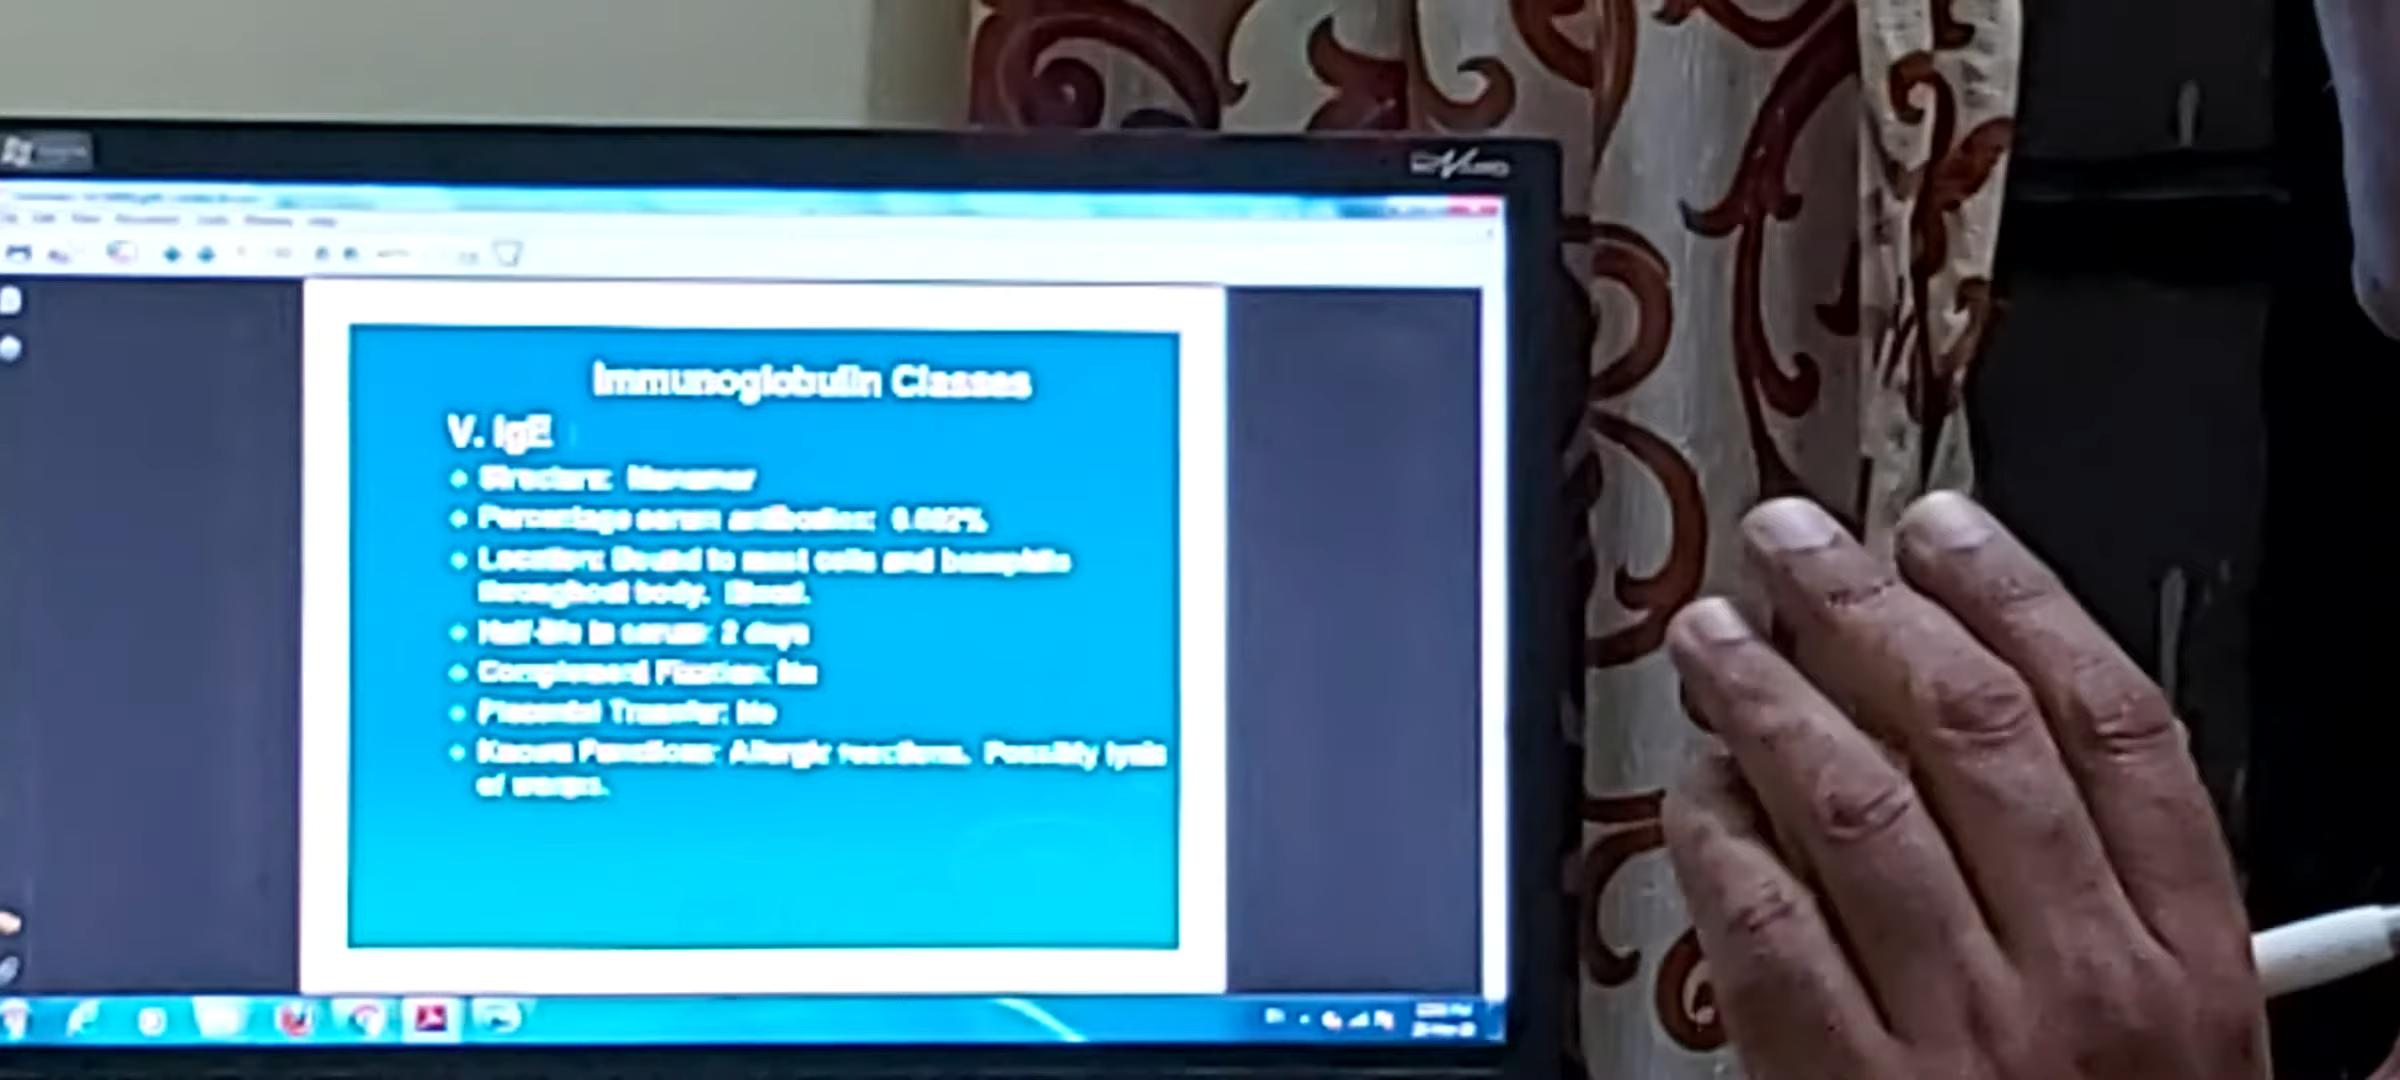 Immunoglobulin Classes
V. IgE
Structure: Monomer
Percentage serum antibodies: 0.002%
Location: Bound to mast cells and basophils
throughout body. Blood.
Half-life in serum: 2 days
Complement Fixation: No
Placental Transfer: No
Known Functions: Allergic reactions. Possibly lysis
of worms.